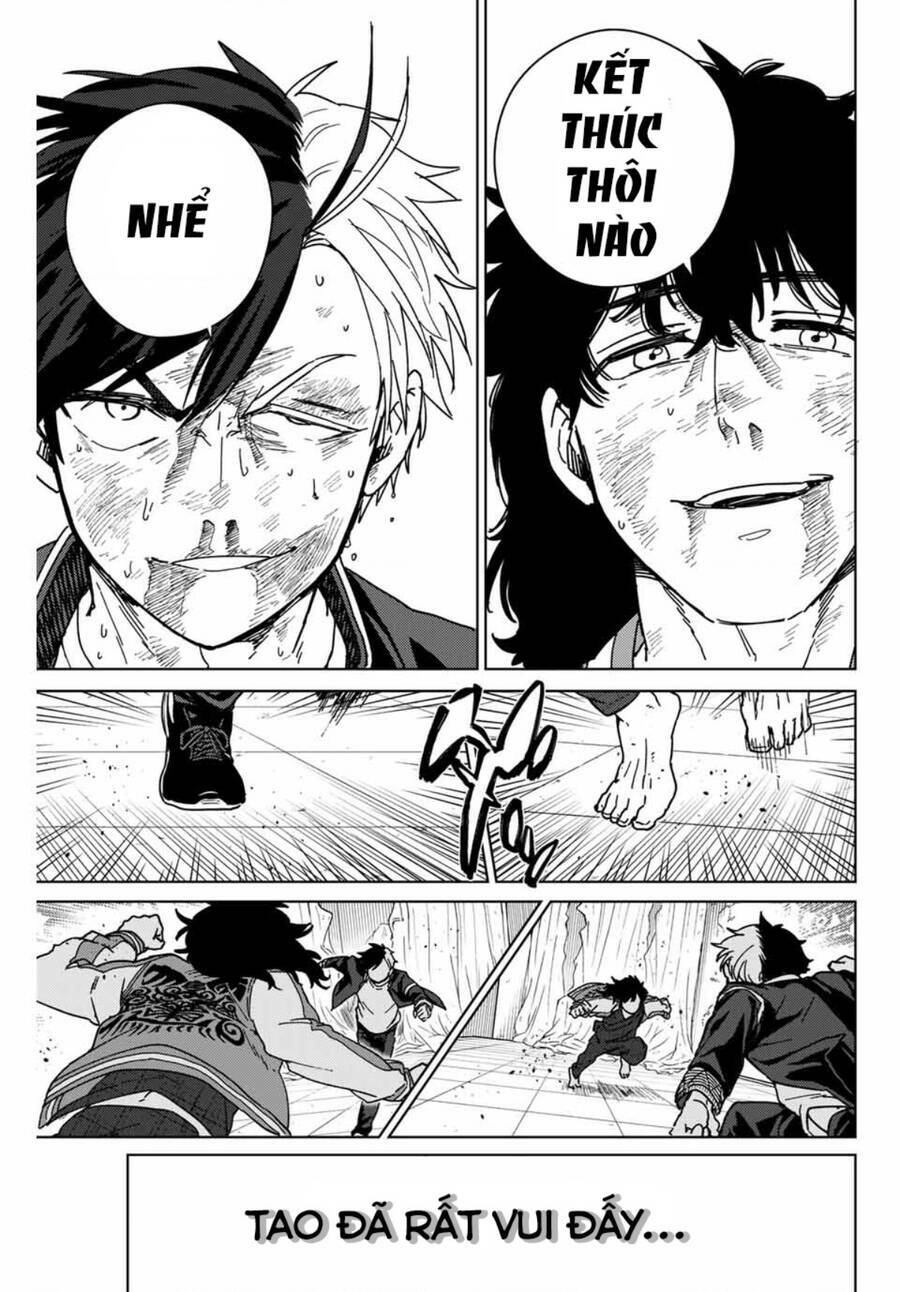 KẾT
THÚC
THÔI
NÀO
NHỂ
TAO ĐÃ RẤT VUI ĐẤY...